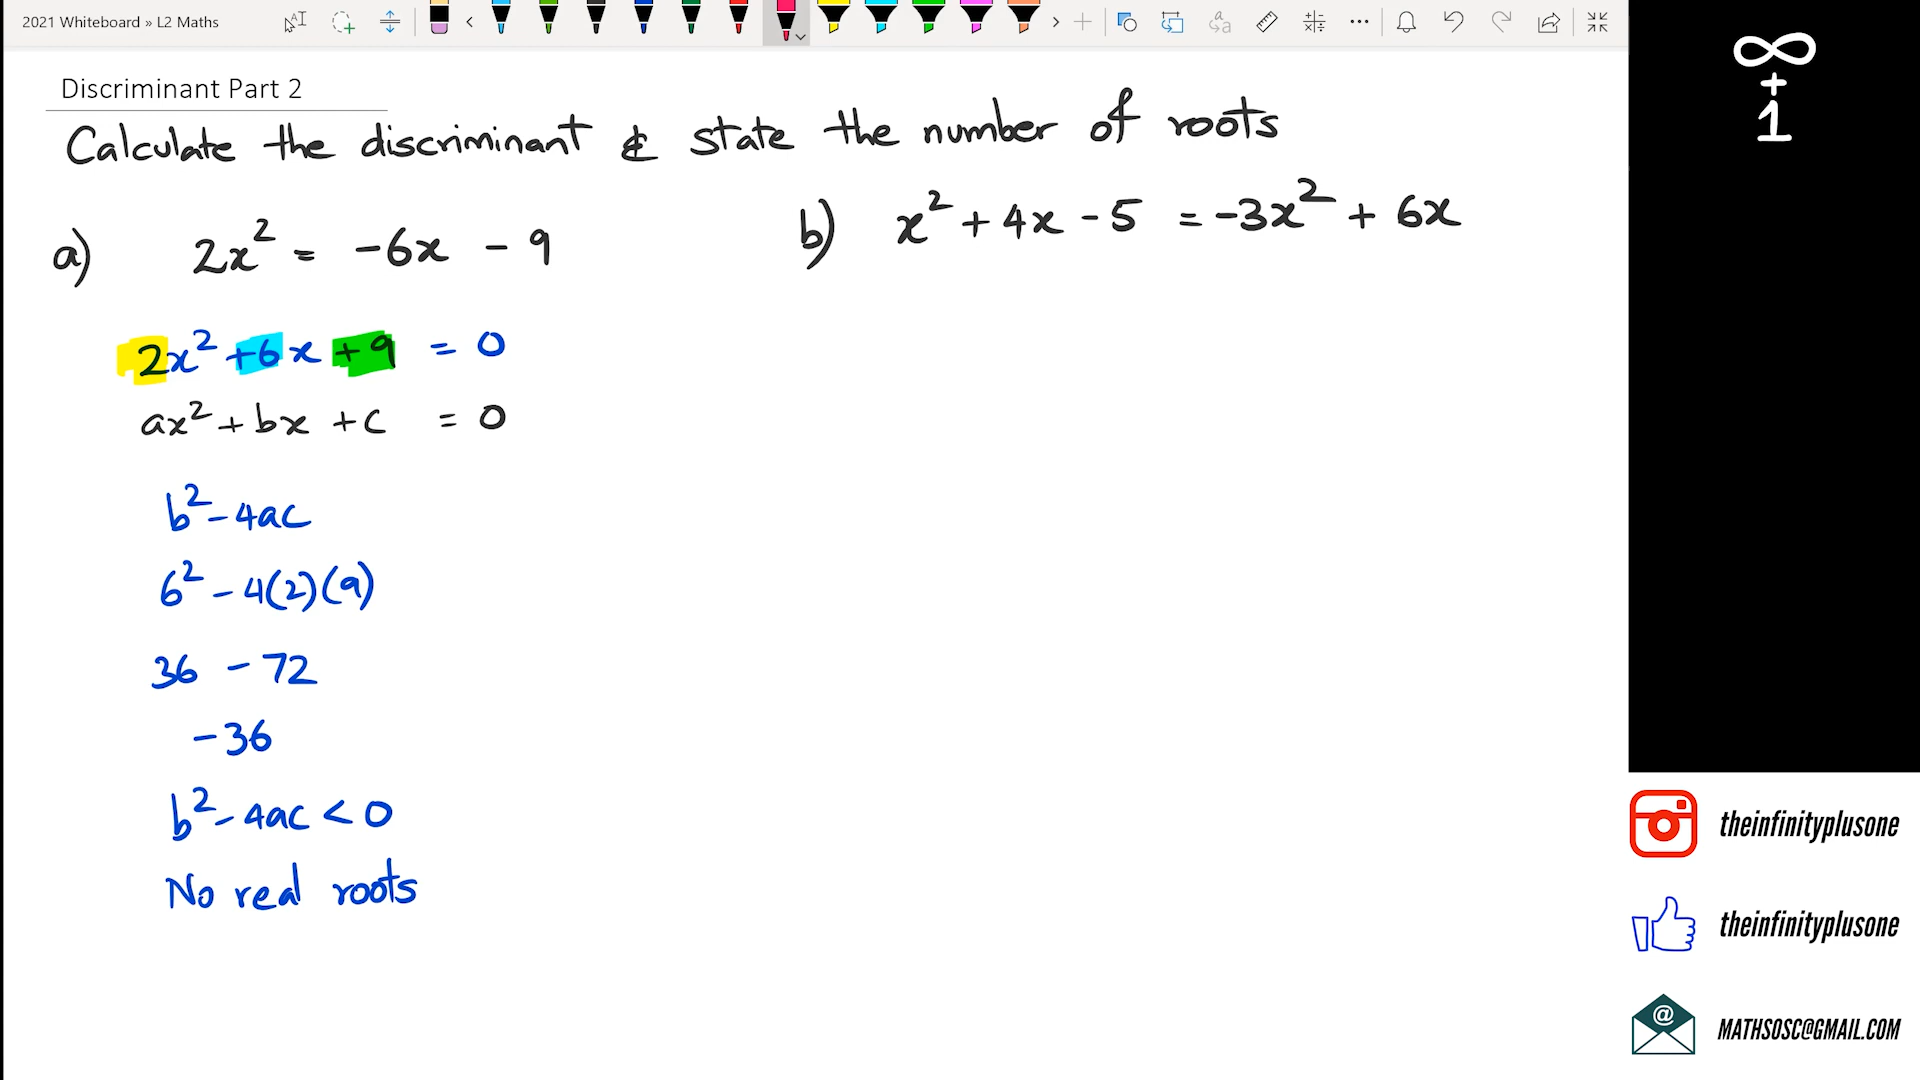 2021 Whiteboard » L2 Maths
Discriminant Part 2
Calculate the discriminant & state the number of roots
a) 2x² = -6x - 9
2x² +6x +9 = 0
ax² + bx + c = 0
b² - 4ac
6² - 4(2)(9)
36 - 72
-36
b² - 4ac < 0
No real roots
b) x² + 4x - 5 = -3x² + 6x
∞
+
1
theinfinityplusone
theinfinityplusone
@
MATHSOSC@GMAIL.COM